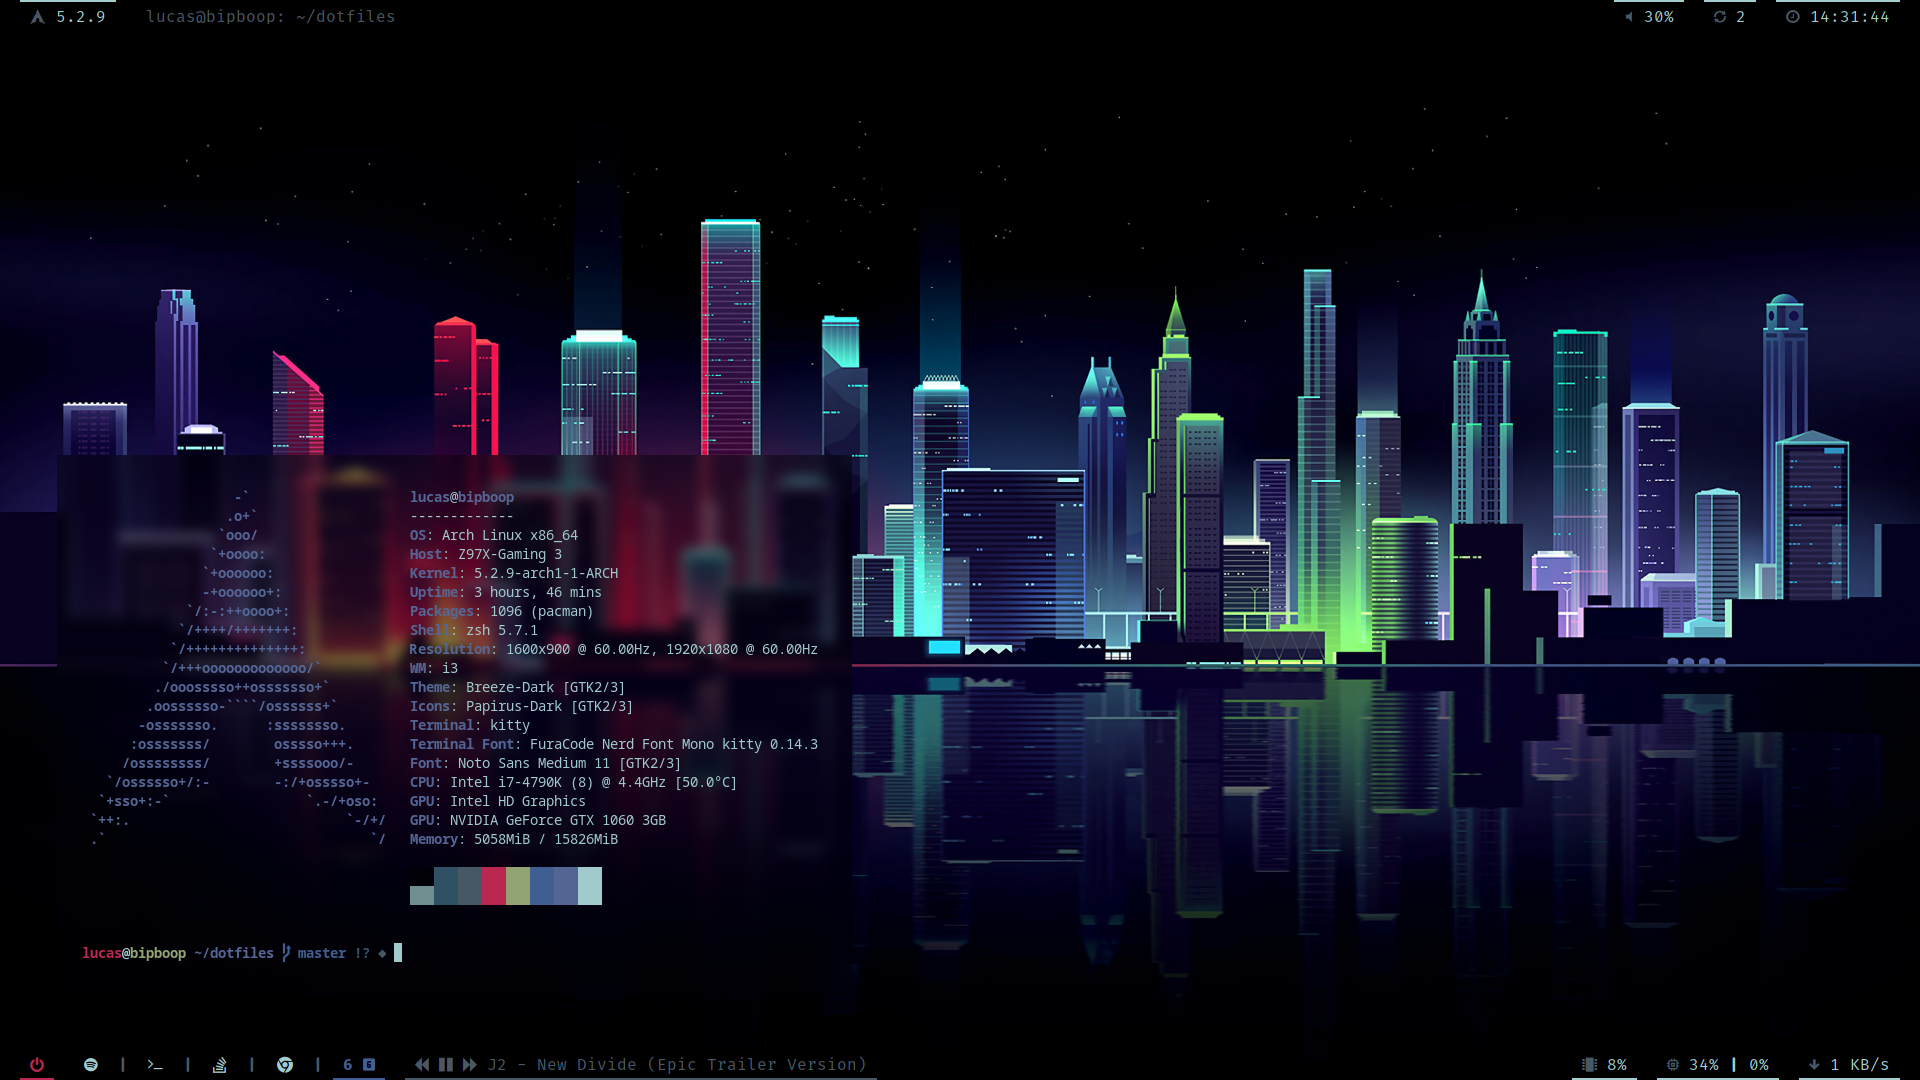 5.2.9 lucas@bipboop: ~/dotfiles 30% 2 14:31:44
-`
.o+`
`ooo/
`+oooo:
`+oooooo:
-+oooooo+:
`/:-:++oooo+:
`/++++/+++++++:
`/++++++++++++++:
`/+++ooooooooooooo/`
./ooosssso++osssssso+`
.oossssso-````/ossssss+`
-osssssso.      :ssssssso.
:osssssss/        osssso+++.
/ossssssss/        +ssssooo/-
`/ossssso+/:-        -:/+osssso+-
`+sso+:-`                 `.-/+oso:
`++:.                           `-/+/
.`                                 `/
lucas@bipboop
-------------
OS: Arch Linux x86_64
Host: Z97X-Gaming 3
Kernel: 5.2.9-arch1-1-ARCH
Uptime: 3 hours, 46 mins
Packages: 1096 (pacman)
Shell: zsh 5.7.1
Resolution: 1600x900 @ 60.00Hz, 1920x1080 @ 60.00Hz
WM: i3
Theme: Breeze-Dark [GTK2/3]
Icons: Papirus-Dark [GTK2/3]
Terminal: kitty
Terminal Font: FuraCode Nerd Font Mono kitty 0.14.3
Font: Noto Sans Medium 11 [GTK2/3]
CPU: Intel i7-4790K (8) @ 4.4GHz [50.0°C]
GPU: Intel HD Graphics
GPU: NVIDIA GeForce GTX 1060 3GB
Memory: 5058MiB / 15826MiB
lucas@bipboop ~/dotfiles master !? ◆
| >_ | | | 6 6 J2 - New Divide (Epic Trailer Version) 8% 34% | 0% 1 KB/s